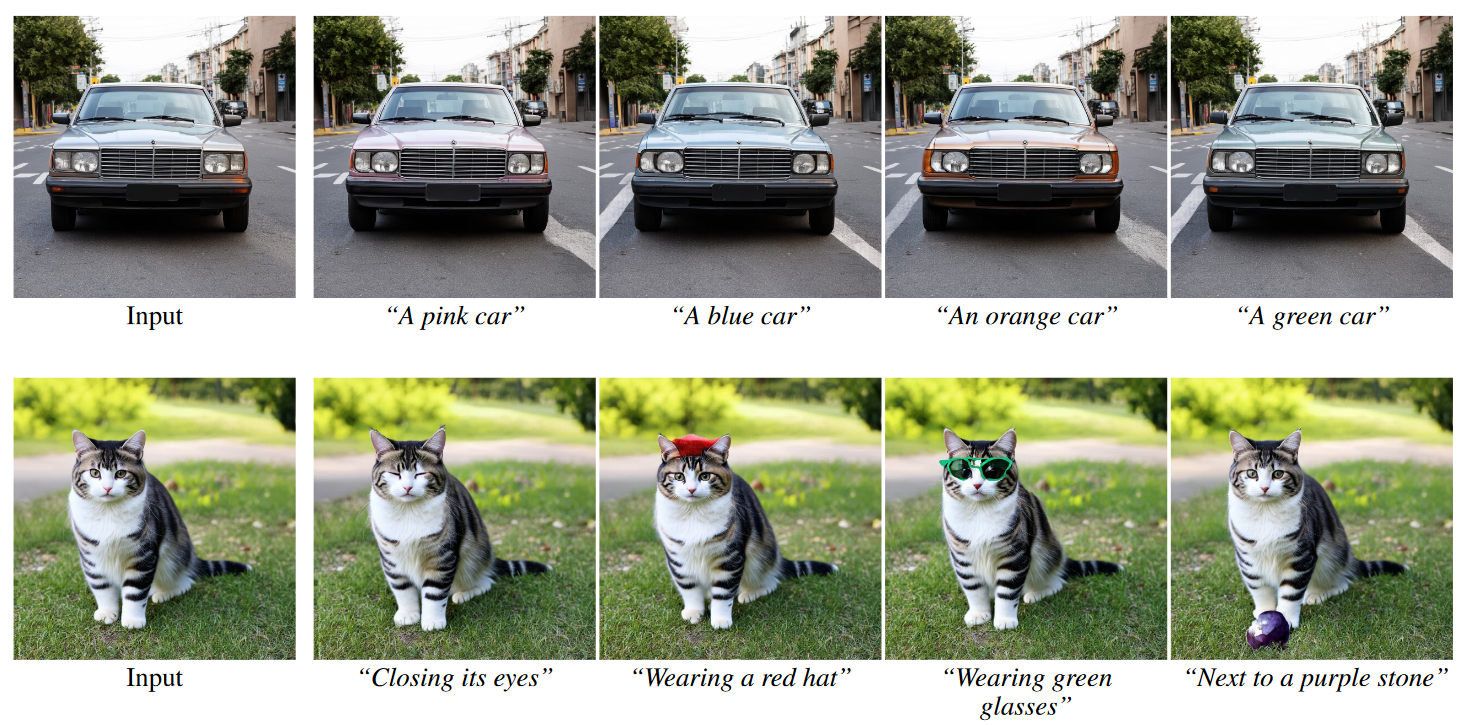 Input
“A pink car”
“A blue car”
“An orange car”
“A green car”
Input
“Closing its eyes”
“Wearing a red hat”
“Wearing green
glasses”
“Next to a purple stone”